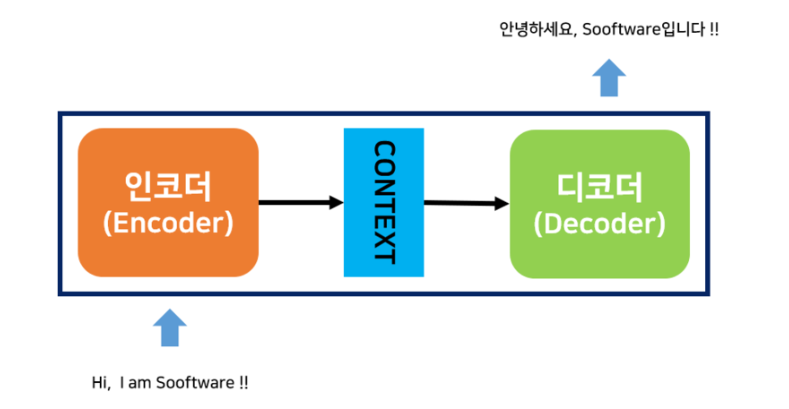 안녕하세요, Sooftware입니다 !!
인코더
(Encoder)
CONTEXT
디코더
(Decoder)
Hi, I am Sooftware !!